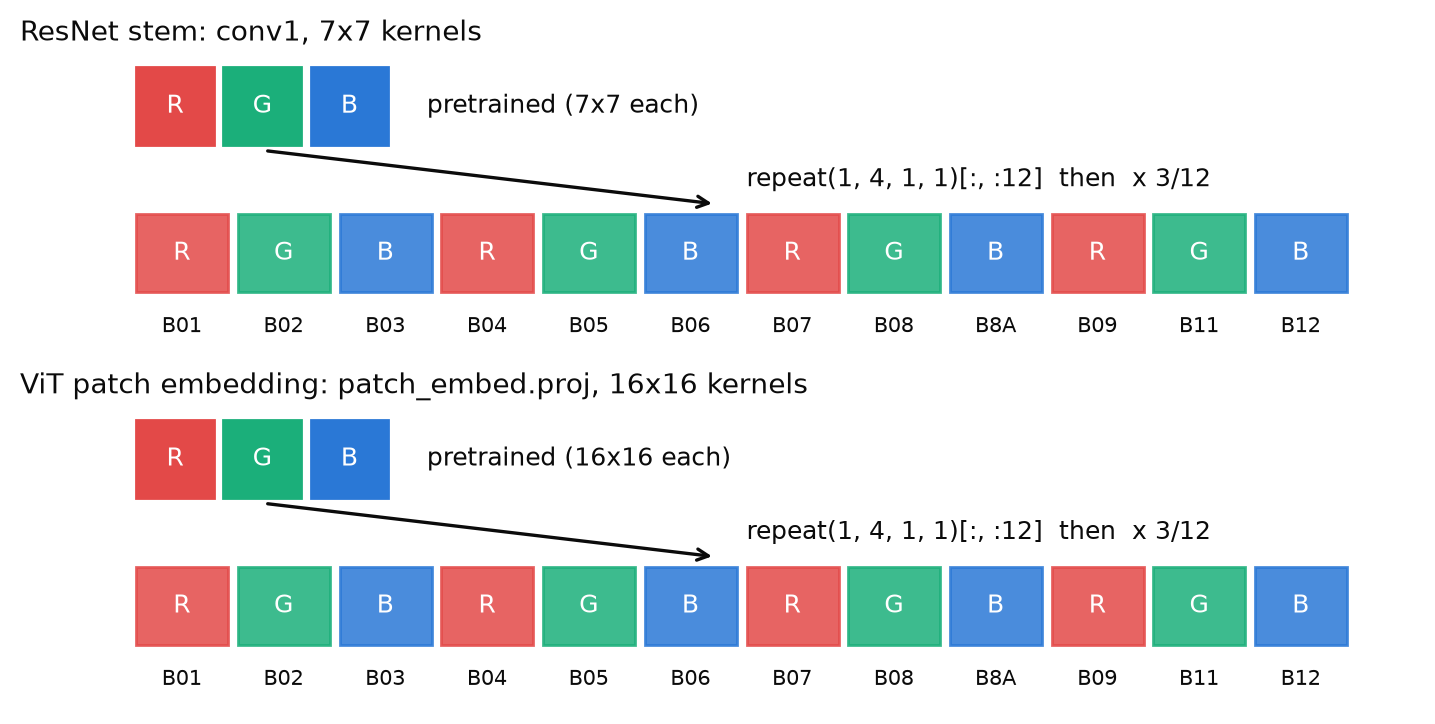 ResNet stem: conv1, 7x7 kernels
R G B pretrained (7x7 each)
repeat(1, 4, 1, 1)[:, :12]  then  x 3/12
R G B R G B R G B R G B
B01 B02 B03 B04 B05 B06 B07 B08 B8A B09 B11 B12
ViT patch embedding: patch_embed.proj, 16x16 kernels
R G B pretrained (16x16 each)
repeat(1, 4, 1, 1)[:, :12]  then  x 3/12
R G B R G B R G B R G B
B01 B02 B03 B04 B05 B06 B07 B08 B8A B09 B11 B12